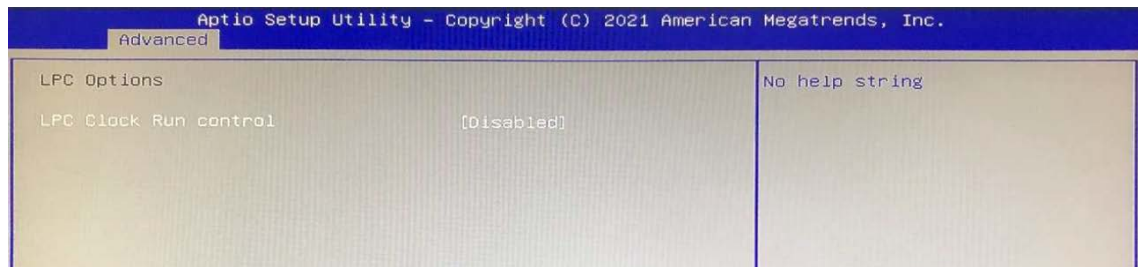 Aptio Setup Utility – Copyright (C) 2021 American Megatrends, Inc.
Advanced
LPC Options
No help string
LPC Clock Run control [Disabled]